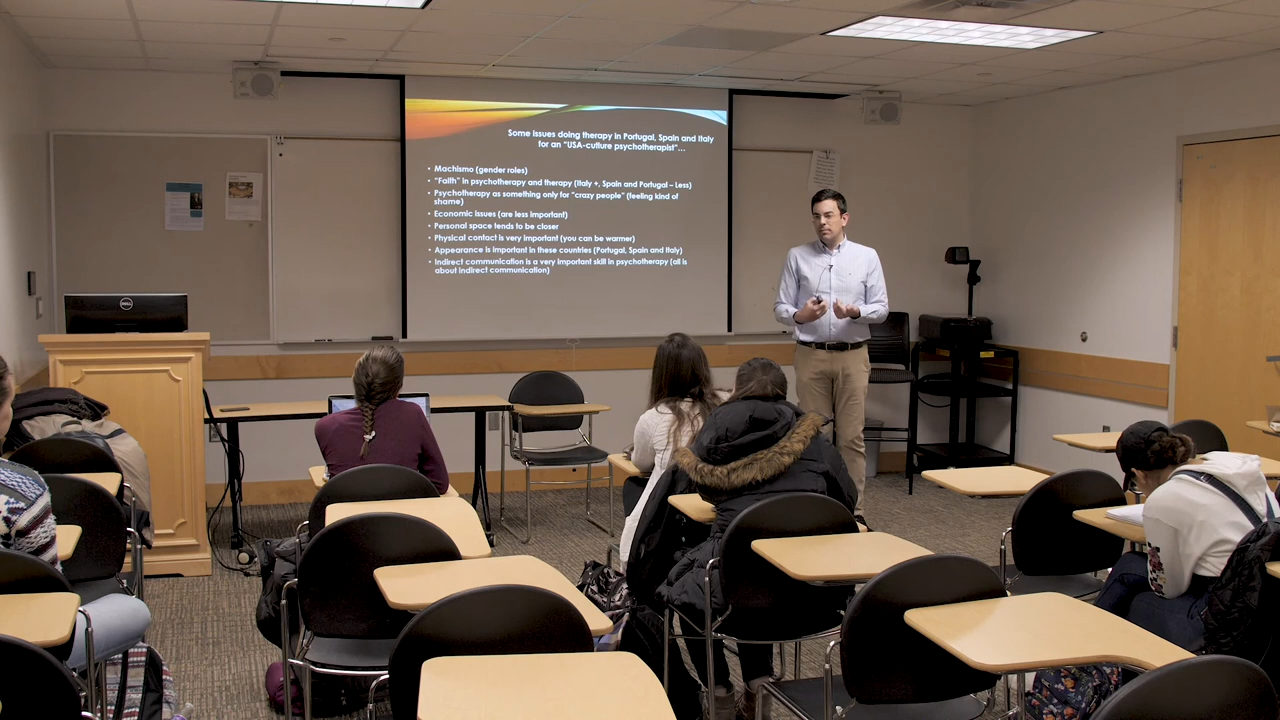 Some issues doing therapy in Portugal, Spain and Italy
for an "USA-culture psychotherapist"...
• Machismo (gender roles)
• "Faith" in psychotherapy and therapy (Italy +, Spain and Portugal – Less)
• Psychotherapy as something only for "crazy people" (feeling kind of
shame)
• Economic issues (are less important)
• Personal space tends to be closer
• Physical contact is very important (you can be warmer)
• Appearance is important in these countries (Portugal, Spain and Italy)
• Indirect communication is a very important skill in psychotherapy (all is
about indirect communication)
DELL